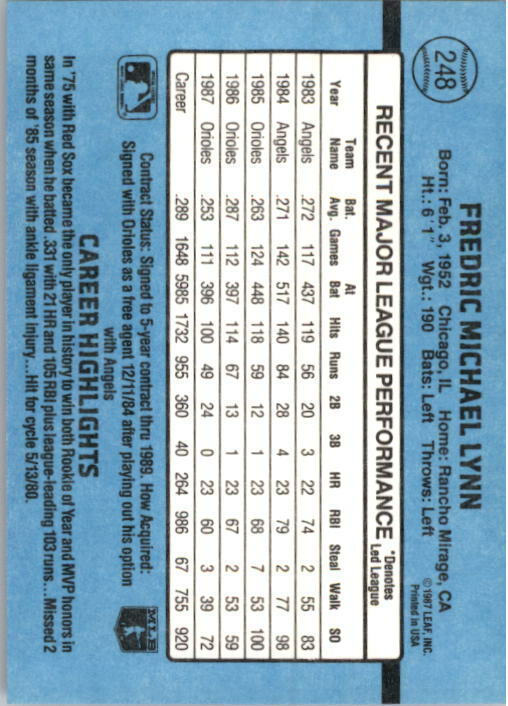 248
FREDRIC MICHAEL LYNN
Born: Feb. 3, 1952 Chicago, IL Home: Rancho Mirage, CA
Ht.: 6'1" Wgt.: 190 Bats: Left Throws: Left
©1987 LEAF, INC.
Printed in USA
RECENT MAJOR LEAGUE PERFORMANCE *Denotes Led League
Year Team Name Bat. Avg. Games At Bat Hits Runs 2B 3B HR RBI Steal Walk SO
1983 Angels .272 117 437 119 56 20 3 22 74 2 55 83
1984 Angels .271 142 517 140 84 28 4 23 79 2 77 98
1985 Orioles .263 124 448 118 59 12 1 23 68 7 53 100
1986 Orioles .287 112 397 114 67 13 1 23 67 2 53 59
1987 Orioles .253 111 396 100 49 24 0 23 60 3 39 72
Career .289 1648 5985 1732 955 360 40 264 986 67 755 920
Contract Status: Signed to 5-year contract thru 1989. How Acquired:
Signed with Orioles as a free agent 12/11/84 after playing out his option
with Angels
MLB
CAREER HIGHLIGHTS
In '75 with Red Sox became the only player in history to win both Rookie of Year and MVP honors in
same season when he batted .331 with 21 HR and 105 RBI plus league-leading 103 runs...Missed 2
months of '85 season with ankle ligament injury...Hit for cycle 5/13/80.